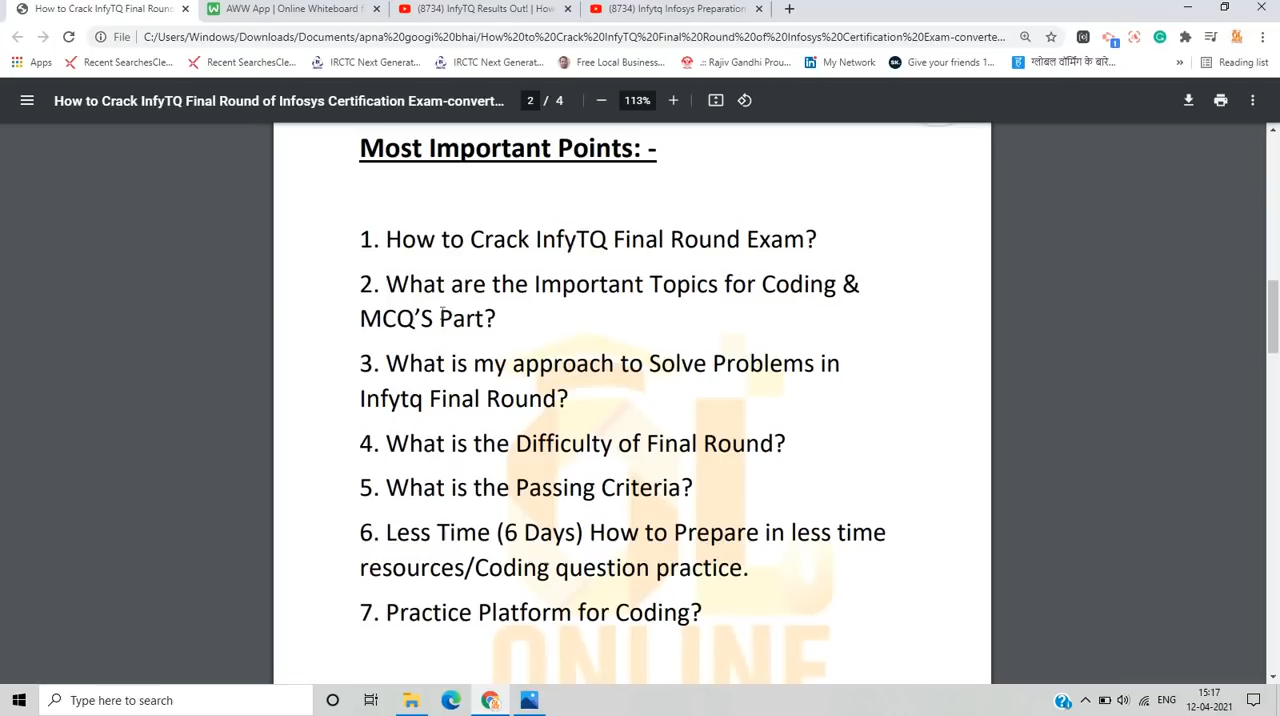 How to Crack InfyTQ Final Round
AWW App | Online Whiteboard f
(8734) InfyTQ Results Out! | How
(8734) Infytq Infosys Preparation
File
C:/Users/Windows/Downloads/Documents/apna%20googi%20bhai/How%20to%20Crack%20InfyTQ%20Final%20Round%20of%20Infosys%20Certification%20Exam-converte...
Apps
Recent SearchesCle...
Recent SearchesCle...
IRCTC Next Generat...
IRCTC Next Generat...
Free Local Business...
.:: Rajiv Gandhi Prou...
My Network
Give your friends 1...
ग्लोबल वॉर्मिंग के बारे...
Reading list
How to Crack InfyTQ Final Round of Infosys Certification Exam-convert...
2 / 4
113%
Most Important Points: -
1. How to Crack InfyTQ Final Round Exam?
2. What are the Important Topics for Coding &
MCQ’S Part?
3. What is my approach to Solve Problems in
Infytq Final Round?
4. What is the Difficulty of Final Round?
5. What is the Passing Criteria?
6. Less Time (6 Days) How to Prepare in less time
resources/Coding question practice.
7. Practice Platform for Coding?
GL
ONLINE
Type here to search
ENG
15:17
12-04-2021